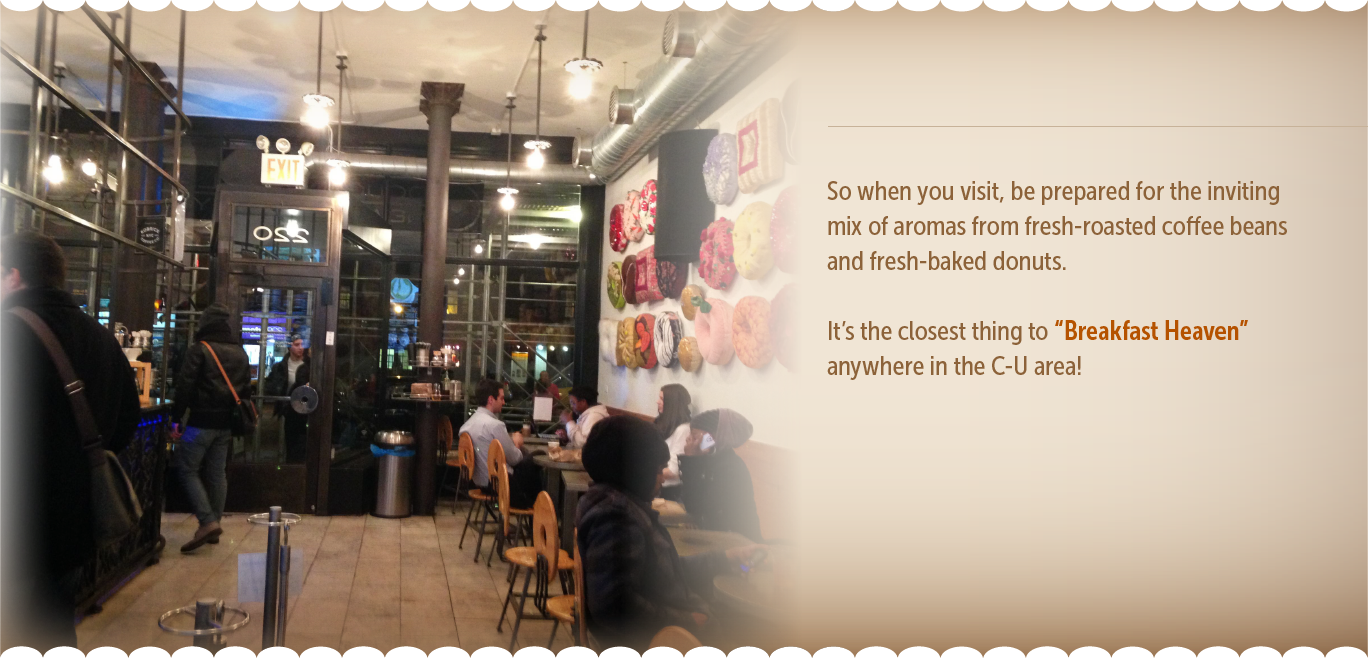 EXIT
220
So when you visit, be prepared for the inviting
mix of aromas from fresh-roasted coffee beans
and fresh-baked donuts.
It’s the closest thing to “Breakfast Heaven”
anywhere in the C-U area!